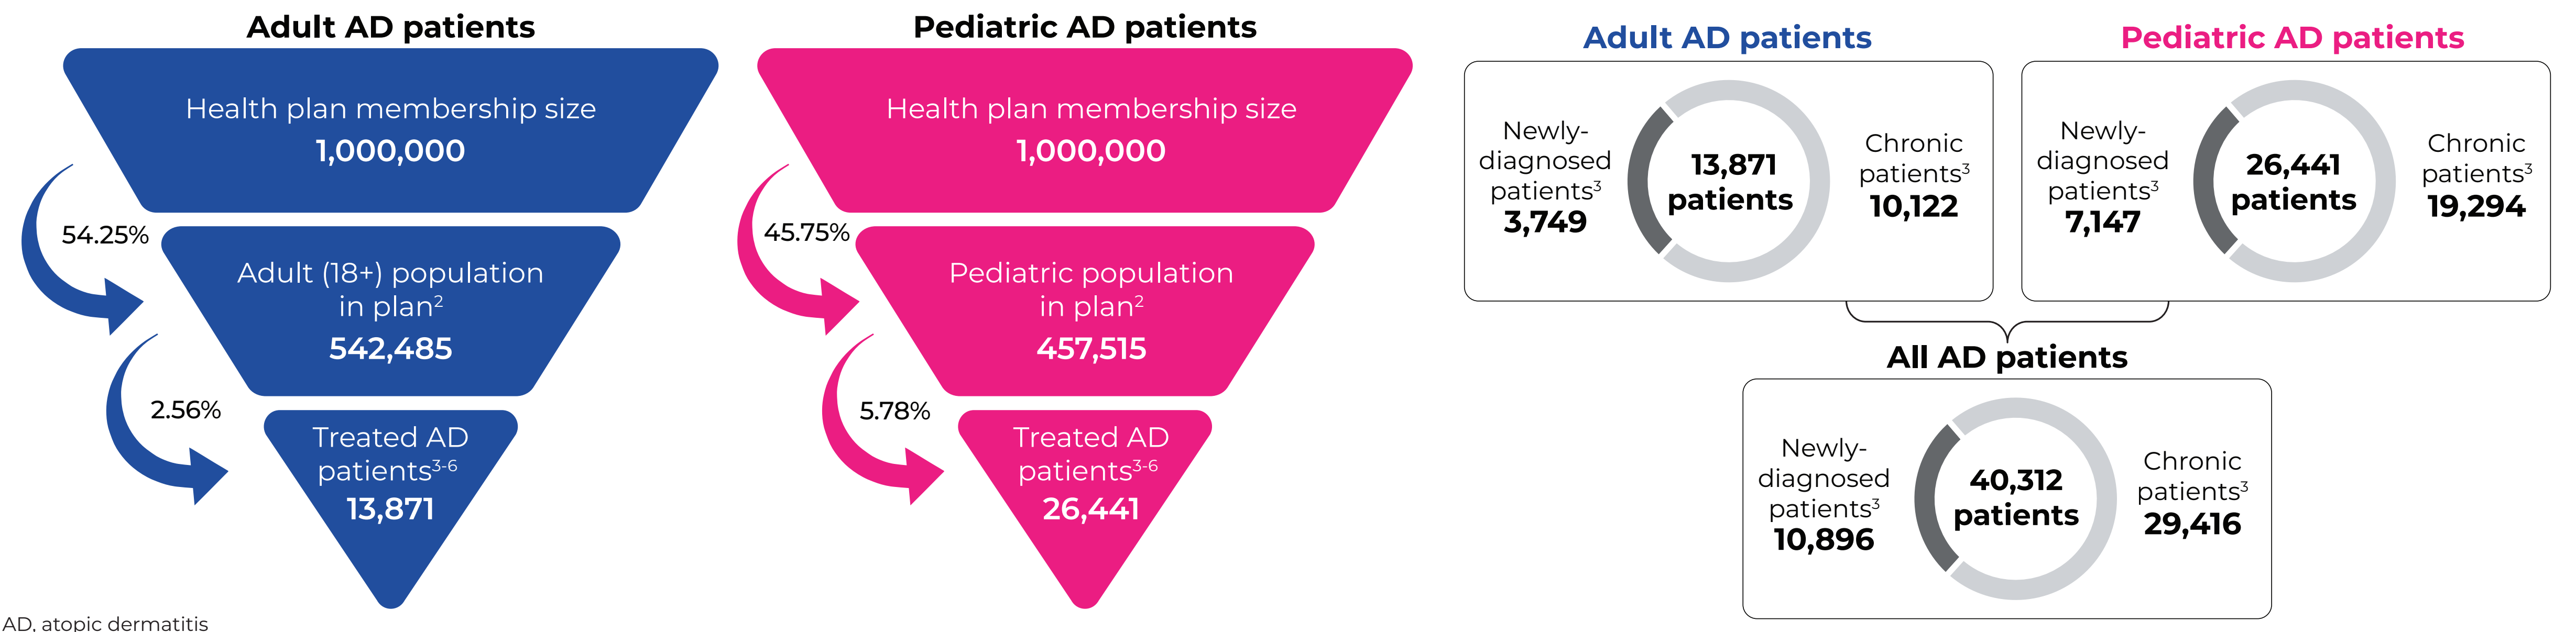 Adult AD patients
Health plan membership size
1,000,000
54.25%
Adult (18+) population
in plan2
542,485
2.56%
Treated AD
patients3-6
13,871
Pediatric AD patients
Health plan membership size
1,000,000
45.75%
Pediatric population
in plan2
457,515
5.78%
Treated AD
patients3-6
26,441
Adult AD patients
Newly-
diagnosed
patients3
3,749
13,871
patients
Chronic
patients3
10,122
Pediatric AD patients
Newly-
diagnosed
patients3
7,147
26,441
patients
Chronic
patients3
19,294
All AD patients
Newly-
diagnosed
patients3
10,896
40,312
patients
Chronic
patients3
29,416
AD, atopic dermatitis